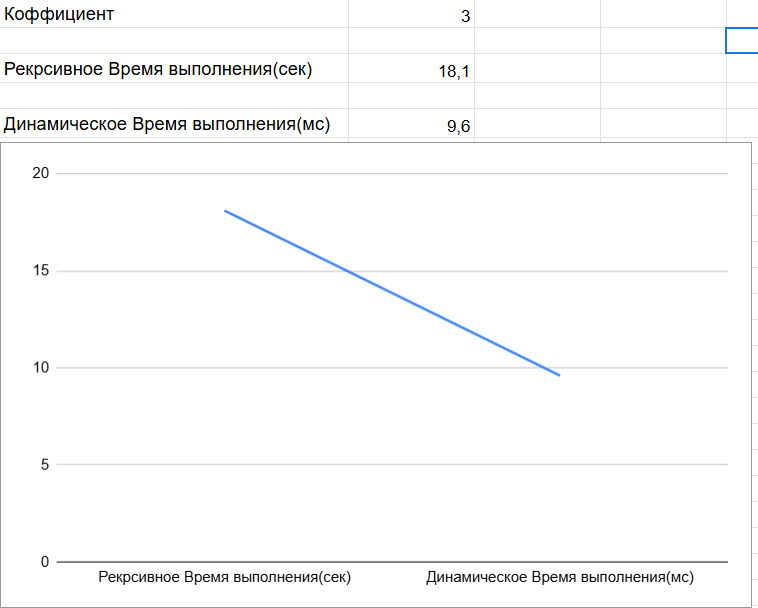 Коффициент 3
Рекрсивное Время выполнения(сек) 18,1
Динамическое Время выполнения(мс) 9,6
20
15
10
5
0
Рекрсивное Время выполнения(сек) Динамическое Время выполнения(мс)